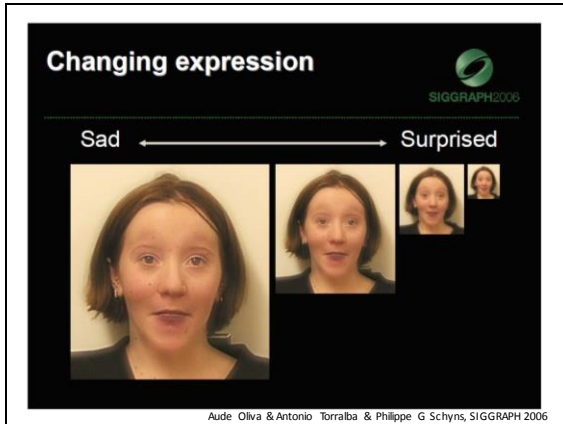 Changing expression
SIGGRAPH2006
Sad Surprised
Aude Oliva & Antonio Torralba & Philippe G Schyns, SIGGRAPH 2006